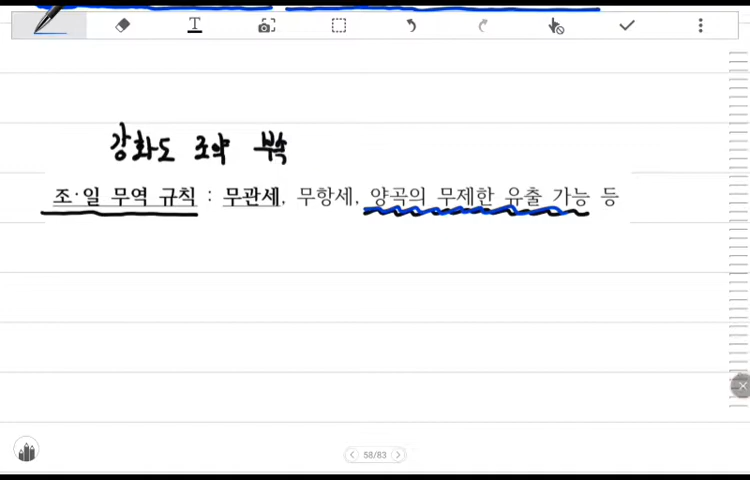 T
강화도 조약 부속
조·일 무역 규칙 : 무관세, 무항세, 양곡의 무제한 유출 가능 등
58/83